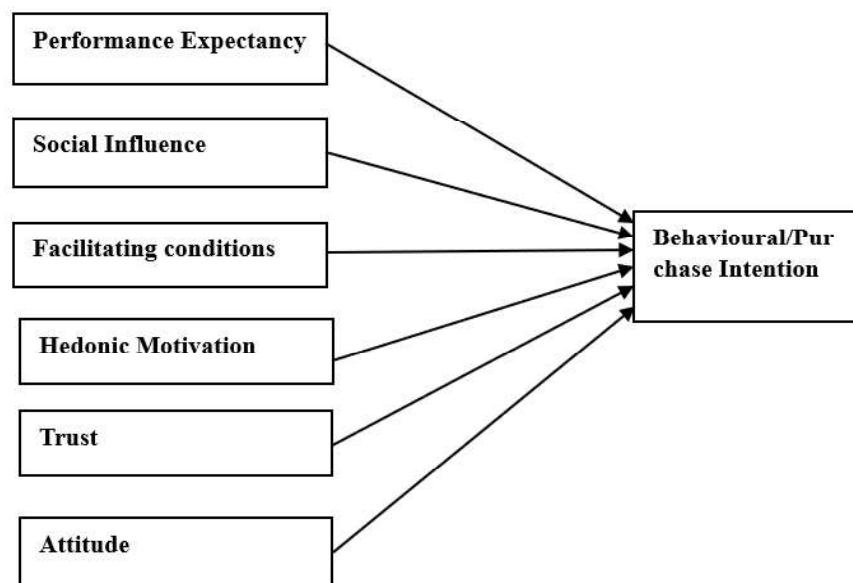 Performance Expectancy
Social Influence
Facilitating conditions
Behavioural/Pur
chase Intention
Hedonic Motivation
Trust
Attitude